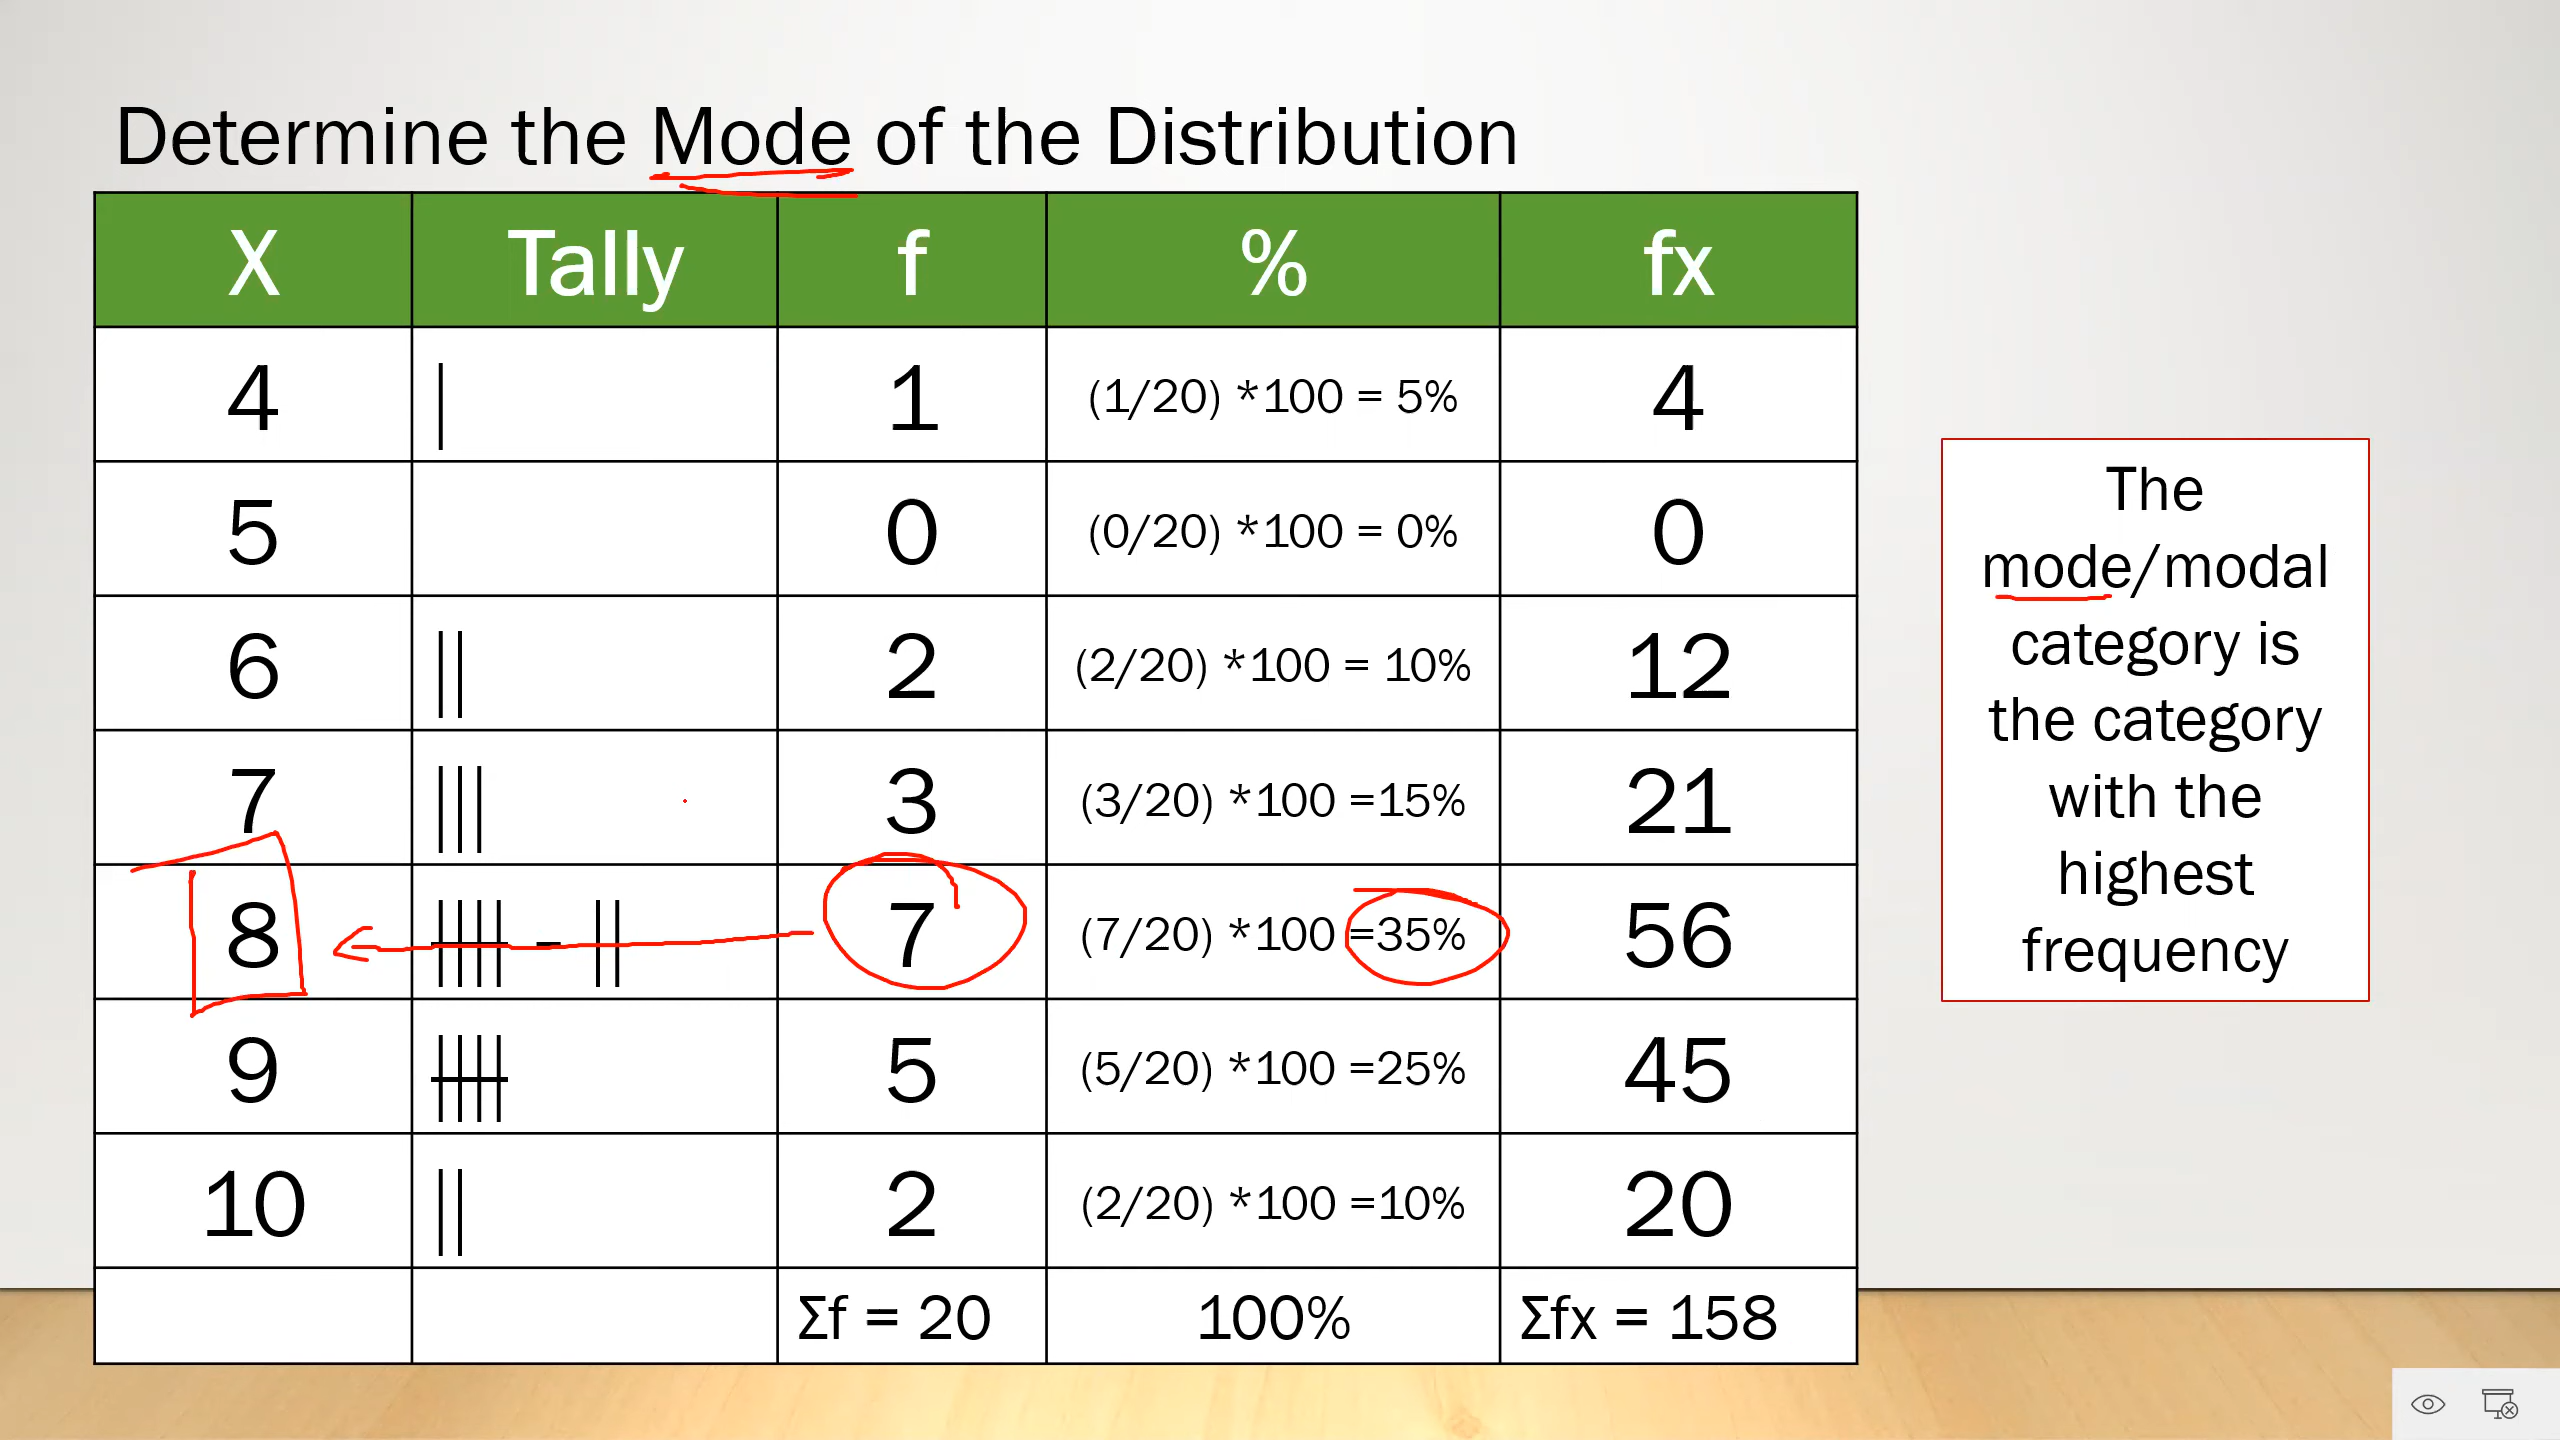 Determine the Mode of the Distribution
X Tally f % fx
4 | 1 (1/20) *100 = 5% 4
5 0 (0/20) *100 = 0% 0
6 || 2 (2/20) *100 = 10% 12
7 ||| 3 (3/20) *100 =15% 21
8 |||| - || 7 (7/20) *100 =35% 56
9 |||| 5 (5/20) *100 =25% 45
10 || 2 (2/20) *100 =10% 20
Σf = 20 100% Σfx = 158
The
mode/modal
category is
the category
with the
highest
frequency